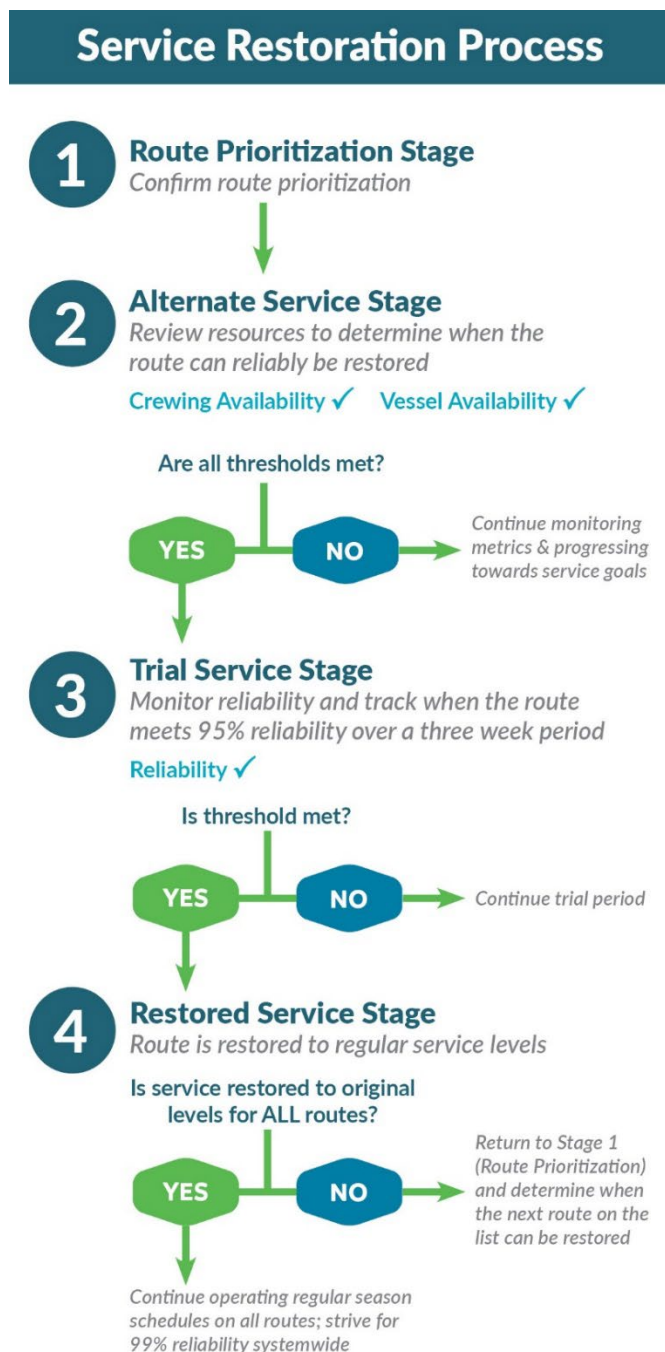 Service Restoration Process
1
Route Prioritization Stage
Confirm route prioritization
2
Alternate Service Stage
Review resources to determine when the
route can reliably be restored
Crewing Availability ✓ Vessel Availability ✓
Are all thresholds met?
YES
NO
Continue monitoring
metrics & progressing
towards service goals
3
Trial Service Stage
Monitor reliability and track when the route
meets 95% reliability over a three week period
Reliability ✓
Is threshold met?
YES
NO
Continue trial period
4
Restored Service Stage
Route is restored to regular service levels
Is service restored to original
levels for ALL routes?
YES
NO
Return to Stage 1
(Route Prioritization)
and determine when
the next route on the
list can be restored
Continue operating regular season
schedules on all routes; strive for
99% reliability systemwide